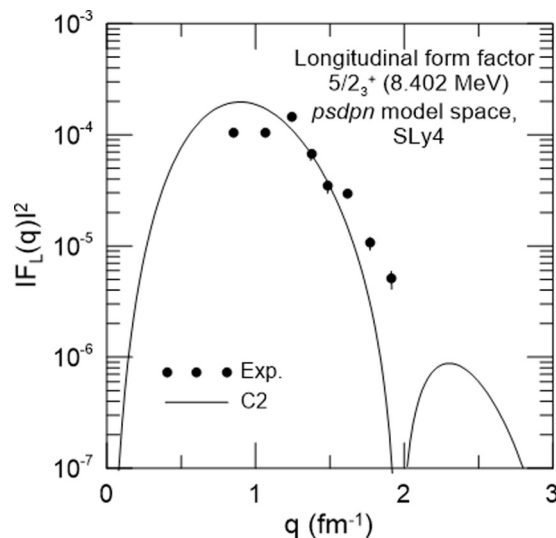 10⁻³
10⁻⁴
10⁻⁵
10⁻⁶
10⁻⁷
|F_L(q)|²
Longitudinal form factor
5/2₃⁺ (8.402 MeV)
psdpn model space,
SLy4
Exp.
C2
0 1 2 3
q (fm⁻¹)